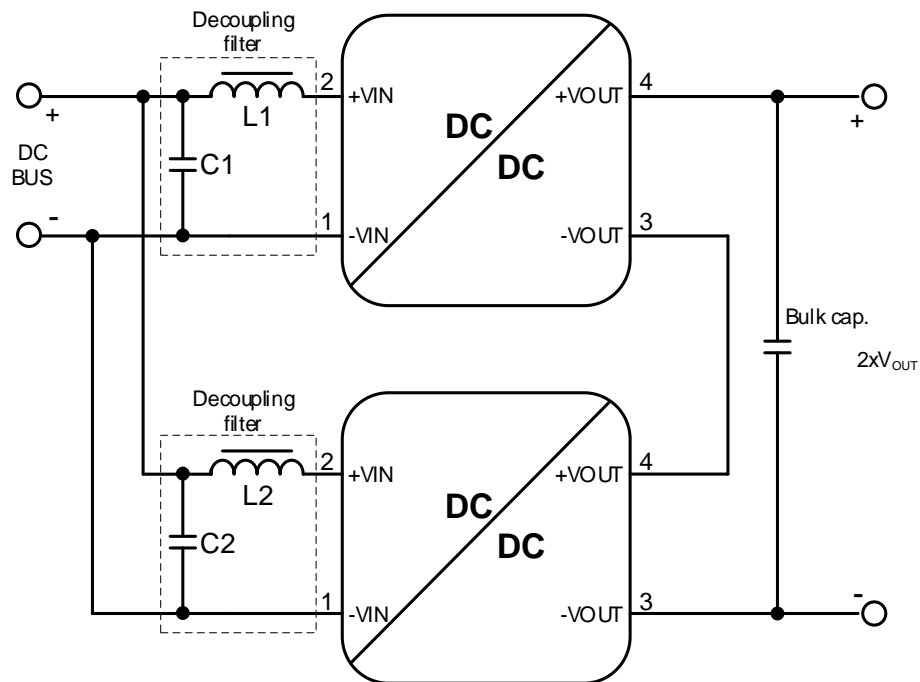 Decoupling
filter
2
+VIN
+VOUT
4
+
L1
DC
DC
+
DC
BUS
C1
-
1
-VIN
-VOUT
3
Bulk cap.
2xVOUT
Decoupling
filter
2
+VIN
+VOUT
4
L2
DC
DC
C2
1
-VIN
-VOUT
3
-